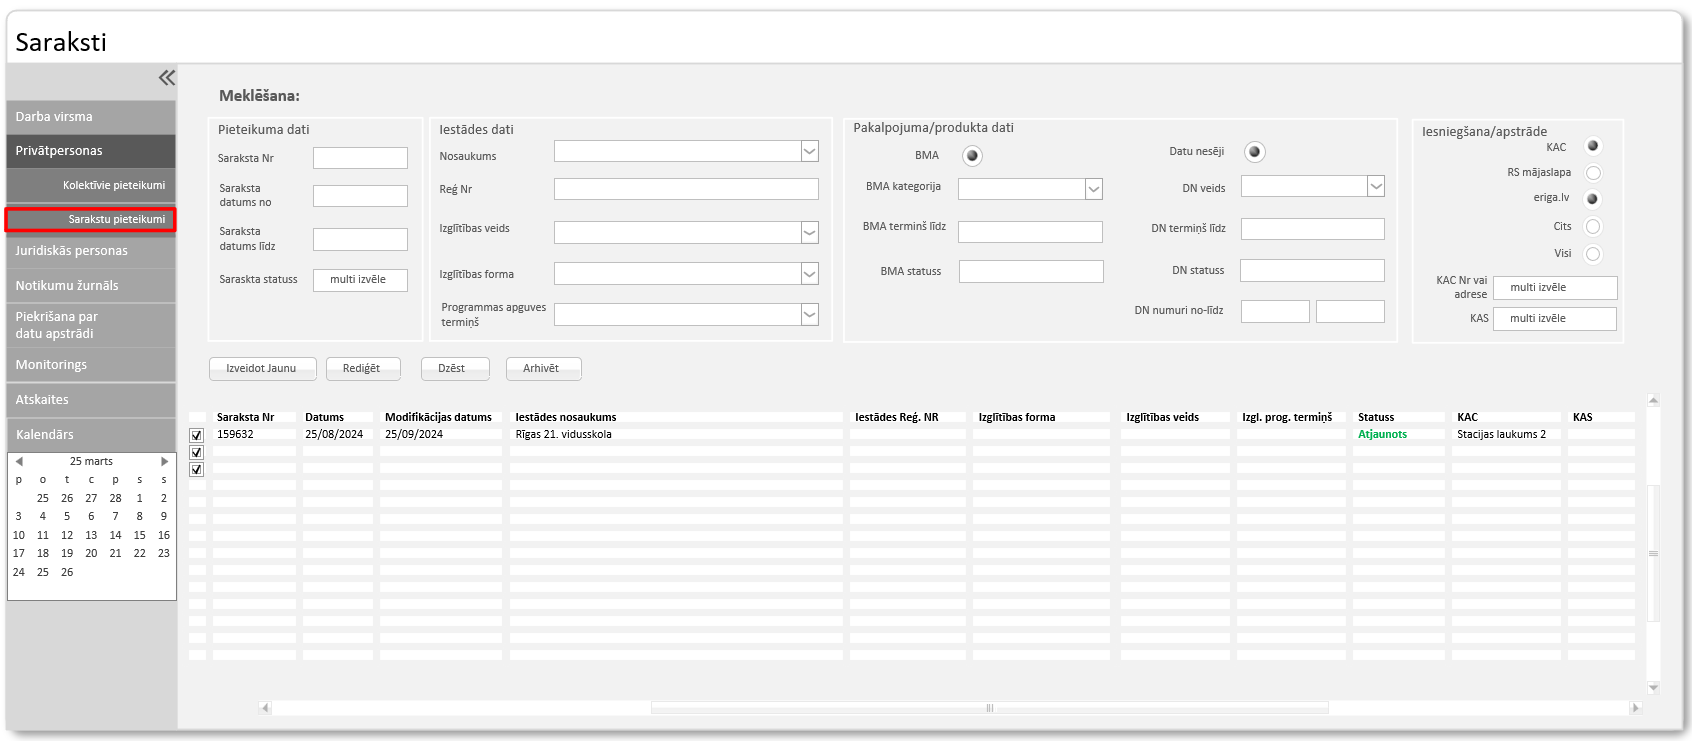 Saraksti
Darba virsma
Privātpersonas
Kolektīvie pieteikumi
Sarakstu pieteikumi
Juridiskās personas
Notikumu žurnāls
Piekrišana par
datu apstrādi
Monitorings
Atskaites
Kalendārs
25 marts
p o t c p s s
25 26 27 28 1 2
3 4 5 6 7 8 9
10 11 12 13 14 15 16
17 18 19 20 21 22 23
24 25 26
Meklēšana:
Pieteikuma dati
Saraksta Nr
Saraksta
datums no
Saraksta
datums līdz
Saraskta statuss multi izvēle
Iestādes dati
Nosaukums
Reģ Nr
Izglītības veids
Izglītības forma
Programmas apguves
termiņš
Pakalpojuma/produkta dati
BMA
BMA kategorija
BMA terminš līdz
BMA statuss
Datu nesēji
DN veids
DN termiņš līdz
DN statuss
DN numuri no-līdz
Iesniegšana/apstrāde
KAC
RS mājaslapa
eriga.lv
Cits
Visi
KAC Nr vai
adrese
multi izvēle
KAS multi izvēle
Izveidot Jaunu Rediģēt Dzēst Arhivēt
Saraksta Nr Datums Modifikācijas datums Iestādes nosaukums Iestādes Reģ. NR Izglītības forma Izglītības veids Izgl. prog. termiņš Statuss KAC KAS
159632 25/08/2024 25/09/2024 Rīgas 21. vidusskola Atjaunots Stacijas laukums 2